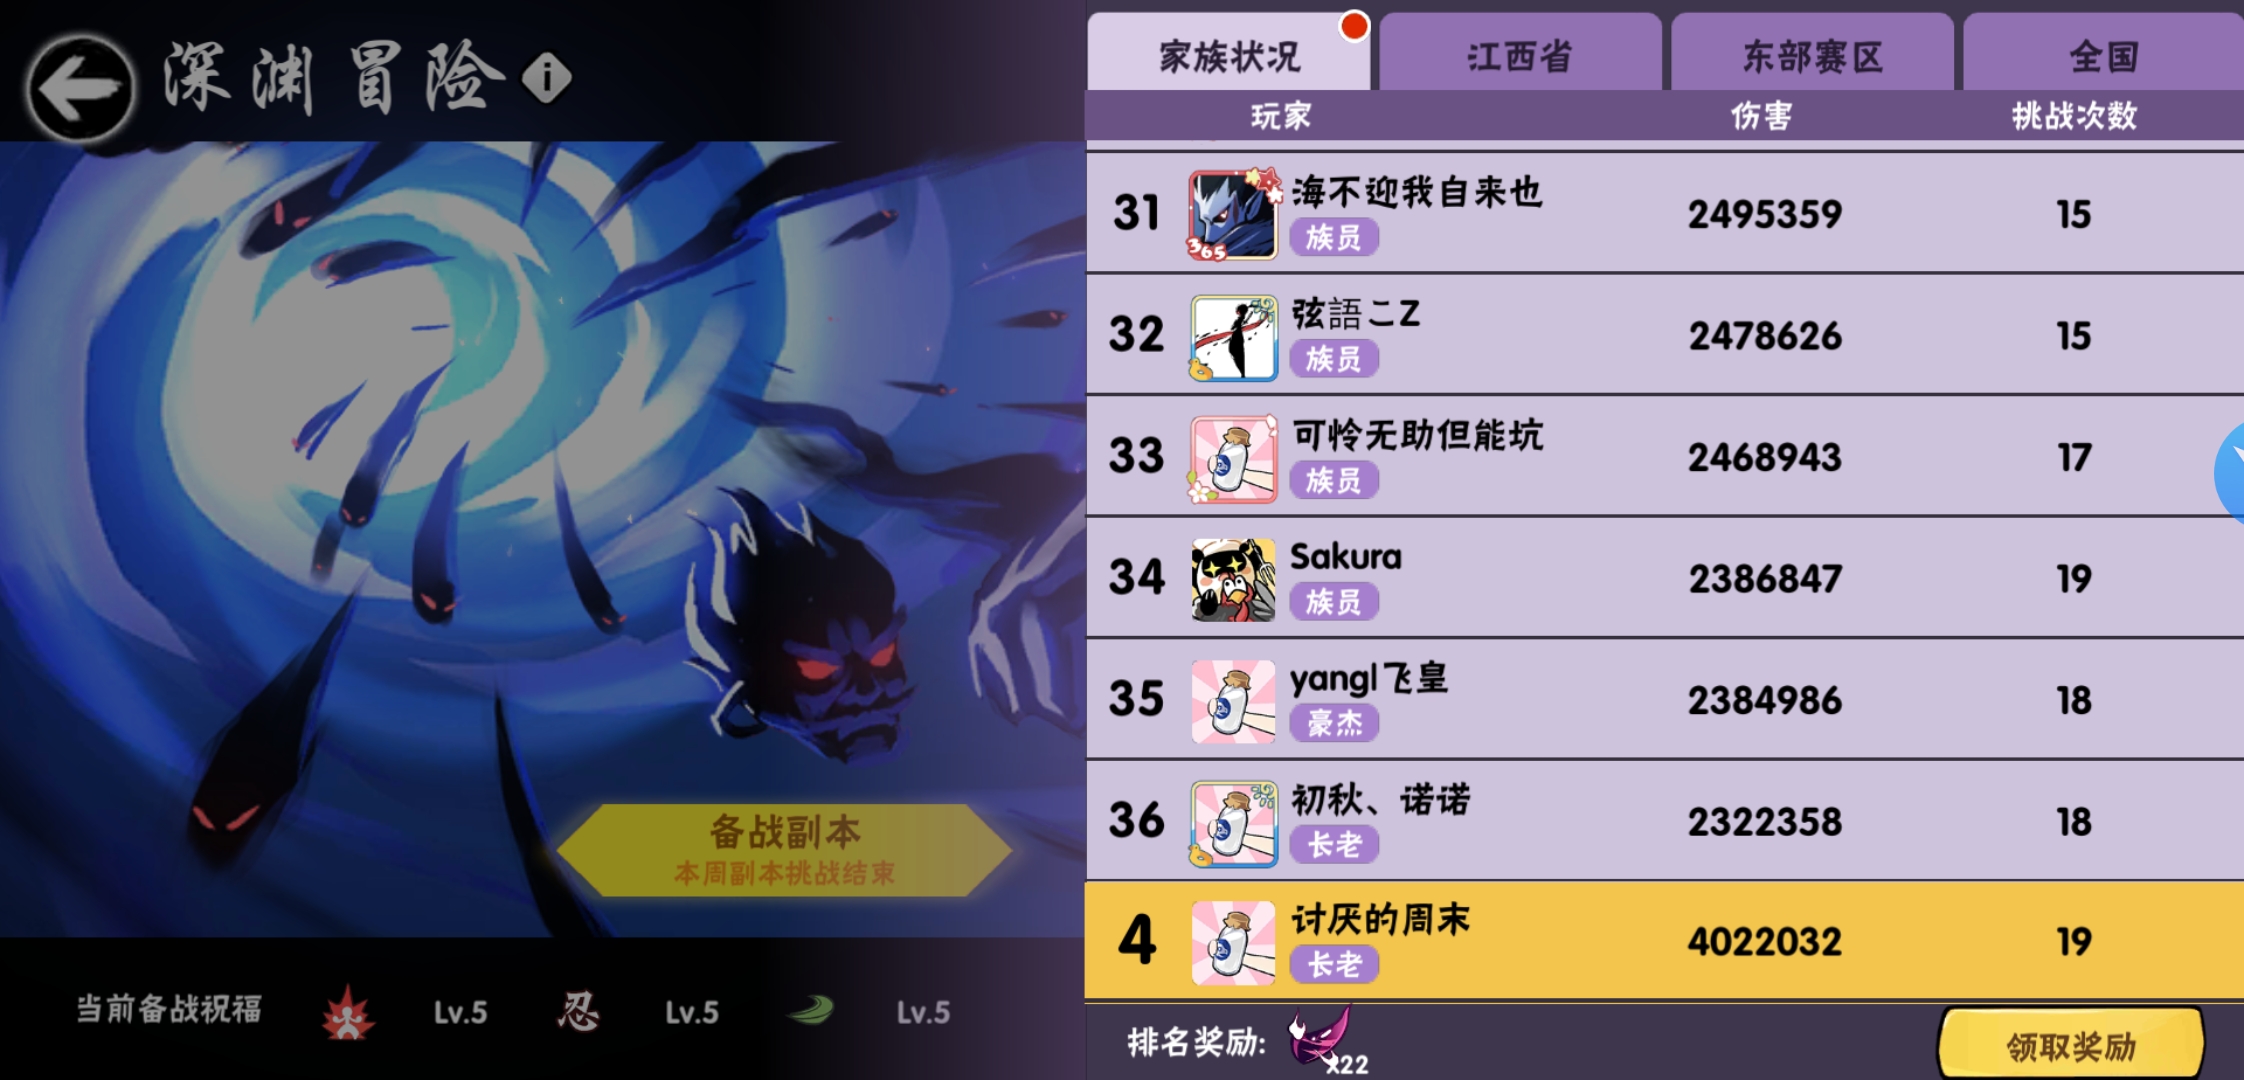 深渊冒险
家族状况 江西省 东部赛区 全国
玩家 伤害 挑战次数
31 海不迎我自来也 2495359 15
365 族员
32 弦語こZ 2478626 15
族员
33 可怜无助但能坑 2468943 17
族员
34 Sakura 2386847 19
族员
35 yangl飞皇 2384986 18
豪杰
36 初秋、诺诺 2322358 18
长老
4 讨厌的周末 4022032 19
长老
备战副本
本周副本挑战结束
当前备战祝福 Lv.5 忍 Lv.5 Lv.5
排名奖励: x22 领取奖励